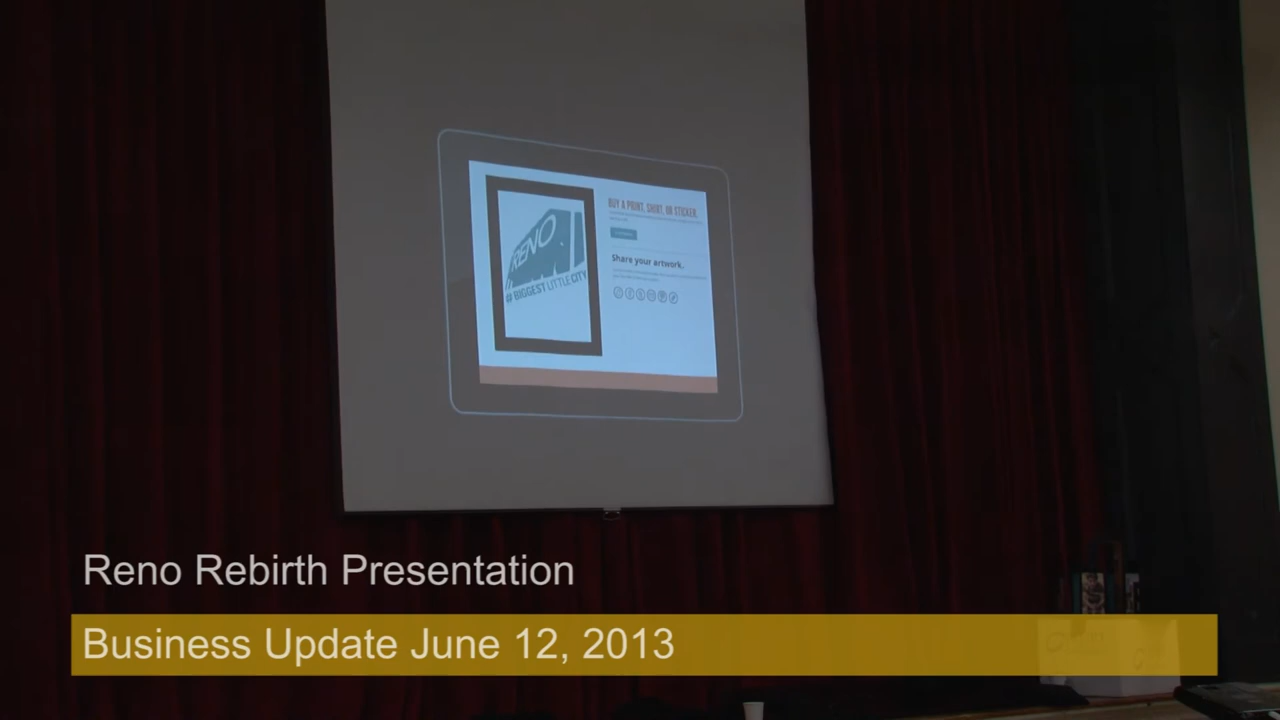 RENO
# BIGGEST LITTLE CITY
BUY A PRINT, SHIRT, OR STICKER.
Share your artwork.
Reno Rebirth Presentation
Business Update June 12, 2013